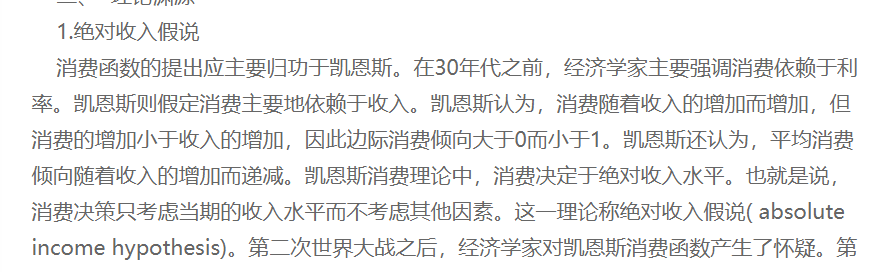 二、 理论渊源
1.绝对收入假说
消费函数的提出应主要归功于凯恩斯。在30年代之前，经济学家主要强调消费依赖于利
率。凯恩斯则假定消费主要地依赖于收入。凯恩斯认为，消费随着收入的增加而增加，但
消费的增加小于收入的增加，因此边际消费倾向大于0而小于1。凯恩斯还认为，平均消费
倾向随着收入的增加而递减。凯恩斯消费理论中，消费决定于绝对收入水平。也就是说，
消费决策只考虑当期的收入水平而不考虑其他因素。这一理论称绝对收入假说( absolute
income hypothesis)。第二次世界大战之后，经济学家对凯恩斯消费函数产生了怀疑。第